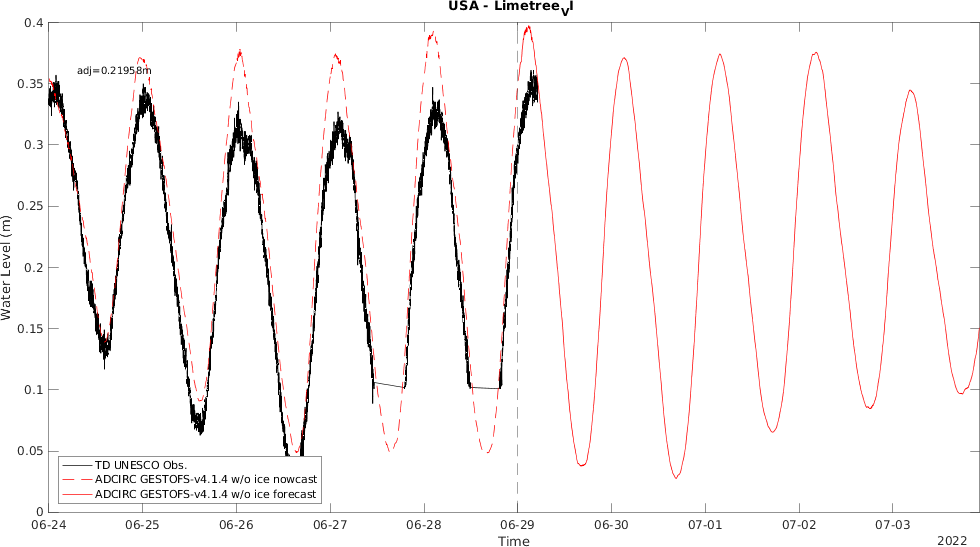 USA - Limetree_VI
0.4
0.35
0.3
0.25
0.2
0.15
0.1
0.05
0
Water Level (m)
adj=0.21958m
TD UNESCO Obs.
ADCIRC GESTOFS-v4.1.4 w/o ice nowcast
ADCIRC GESTOFS-v4.1.4 w/o ice forecast
06-24 06-25 06-26 06-27 06-28 06-29 06-30 07-01 07-02 07-03
Time
2022